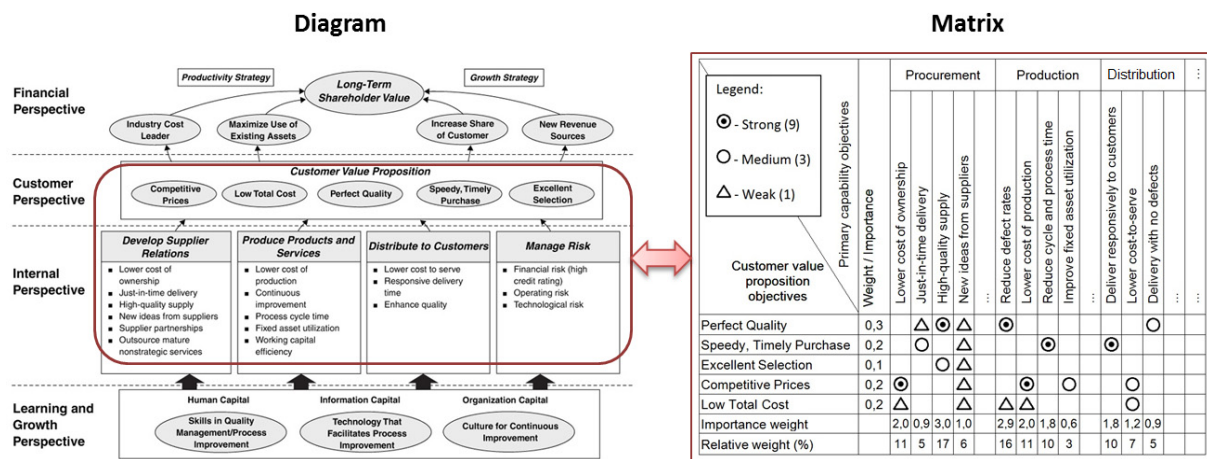 Diagram
Matrix
Financial
Perspective
Productivity Strategy
Growth Strategy
Long-Term
Shareholder Value
Industry Cost
Leader
Maximize Use of
Existing Assets
Increase Share
of Customer
New Revenue
Sources
Customer
Perspective
Customer Value Proposition
Competitive
Prices
Low Total Cost
Perfect Quality
Speedy, Timely
Purchase
Excellent
Selection
Internal
Perspective
Develop Supplier
Relations
■ Lower cost of
ownership
■ Just-in-time delivery
■ High-quality supply
■ New ideas from suppliers
■ Supplier partnerships
■ Outsource mature
nonstrategic services
Produce Products and
Services
■ Lower cost of
production
■ Continuous
improvement
■ Process cycle time
■ Fixed asset utilization
■ Working capital
efficiency
Distribute to Customers
■ Lower cost to serve
■ Responsive delivery
time
■ Enhance quality
Manage Risk
■ Financial risk (high
credit rating)
■ Operating risk
■ Technological risk
Learning and
Growth
Perspective
Human Capital
Skills in Quality
Management/Process
Improvement
Information Capital
Technology That
Facilitates Process
Improvement
Organization Capital
Culture for Continuous
Improvement
Legend:
- Strong (9)
- Medium (3)
- Weak (1)
Customer value
proposition
objectives
Primary capability objectives
Weight / Importance
Procurement
Production
Distribution
...
Lower cost of ownership
Just-in-time delivery
High-quality supply
New ideas from suppliers
...
Reduce defect rates
Lower cost of production
Reduce cycle and process time
Improve fixed asset utilization
...
Deliver responsively to customers
Lower cost-to-serve
Delivery with no defects
...
...
Perfect Quality 0,3
Speedy, Timely Purchase 0,2
Excellent Selection 0,1
Competitive Prices 0,2
Low Total Cost 0,2
Importance weight 2,0 0,9 3,0 1,0 2,9 2,0 1,8 0,6 1,8 1,2 0,9
Relative weight (%) 11 5 17 6 16 11 10 3 10 7 5